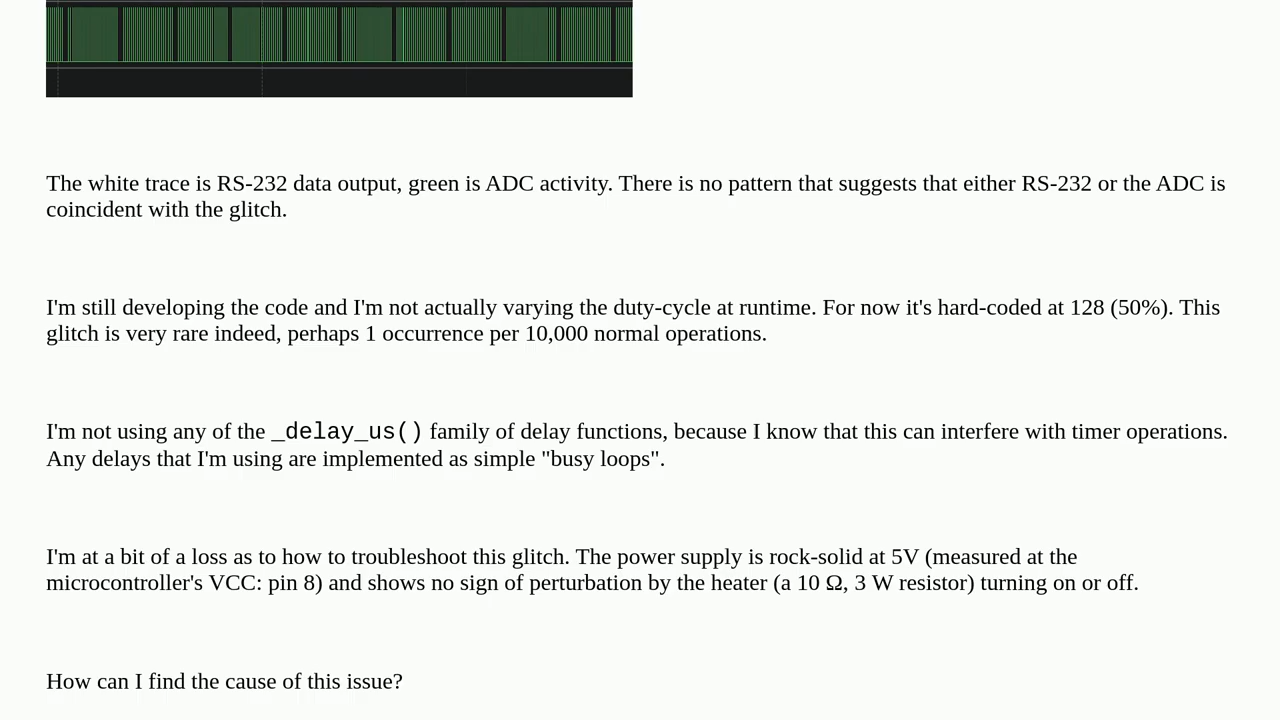 The white trace is RS-232 data output, green is ADC activity. There is no pattern that suggests that either RS-232 or the ADC is
coincident with the glitch.
I'm still developing the code and I'm not actually varying the duty-cycle at runtime. For now it's hard-coded at 128 (50%). This
glitch is very rare indeed, perhaps 1 occurrence per 10,000 normal operations.
I'm not using any of the _delay_us() family of delay functions, because I know that this can interfere with timer operations.
Any delays that I'm using are implemented as simple "busy loops".
I'm at a bit of a loss as to how to troubleshoot this glitch. The power supply is rock-solid at 5V (measured at the
microcontroller's VCC: pin 8) and shows no sign of perturbation by the heater (a 10 Ω, 3 W resistor) turning on or off.
How can I find the cause of this issue?